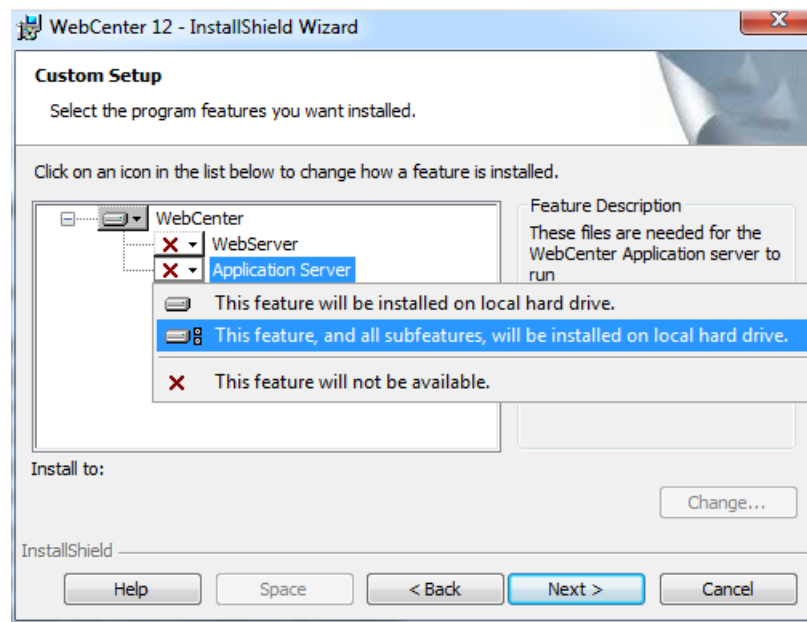 WebCenter 12 - InstallShield Wizard
Custom Setup
Select the program features you want installed.
Click on an icon in the list below to change how a feature is installed.
WebCenter
WebServer
Application Server
Feature Description
These files are needed for the
WebCenter Application server to
run
This feature will be installed on local hard drive.
This feature, and all subfeatures, will be installed on local hard drive.
This feature will not be available.
Install to:
Change...
InstallShield
Help
Space
< Back
Next >
Cancel